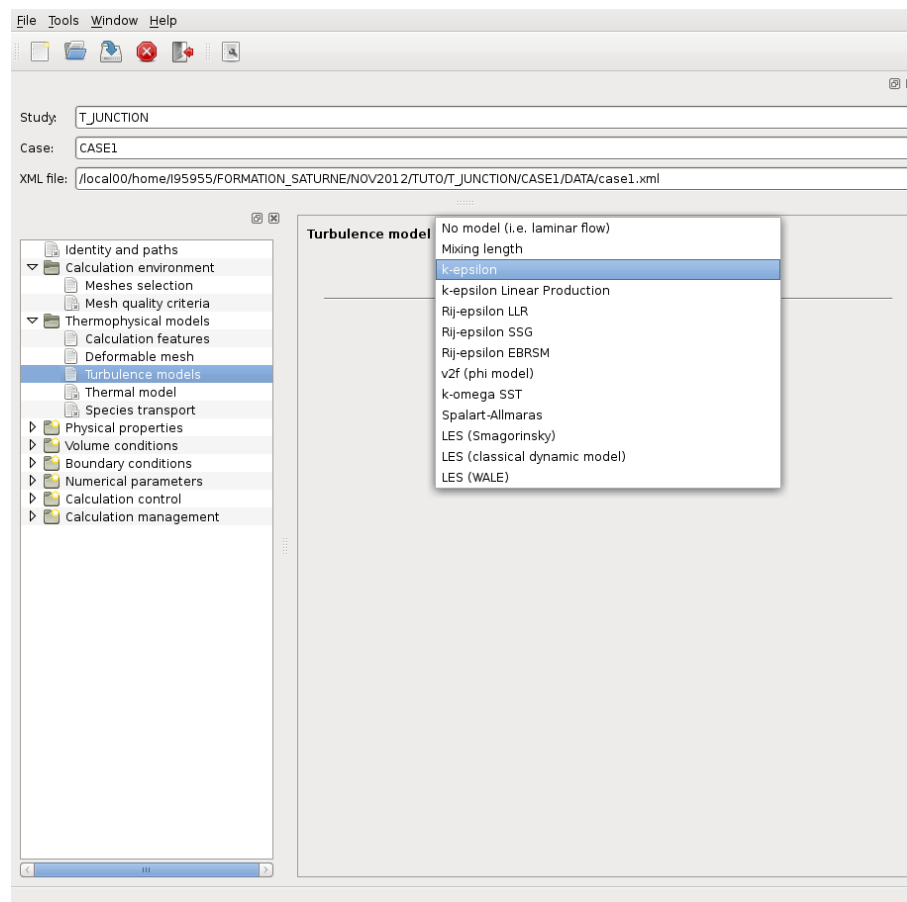 File Tools Window Help
Study: T_JUNCTION
Case: CASE1
XML file: /local00/home/I95955/FORMATION_SATURNE/NOV2012/TUTO/T_JUNCTION/CASE1/DATA/case1.xml
Identity and paths
Calculation environment
Meshes selection
Mesh quality criteria
Thermophysical models
Calculation features
Deformable mesh
Turbulence models
Thermal model
Species transport
Physical properties
Volume conditions
Boundary conditions
Numerical parameters
Calculation control
Calculation management
Turbulence model
No model (i.e. laminar flow)
Mixing length
k-epsilon
k-epsilon Linear Production
Rij-epsilon LLR
Rij-epsilon SSG
Rij-epsilon EBRSM
v2f (phi model)
k-omega SST
Spalart-Allmaras
LES (Smagorinsky)
LES (classical dynamic model)
LES (WALE)